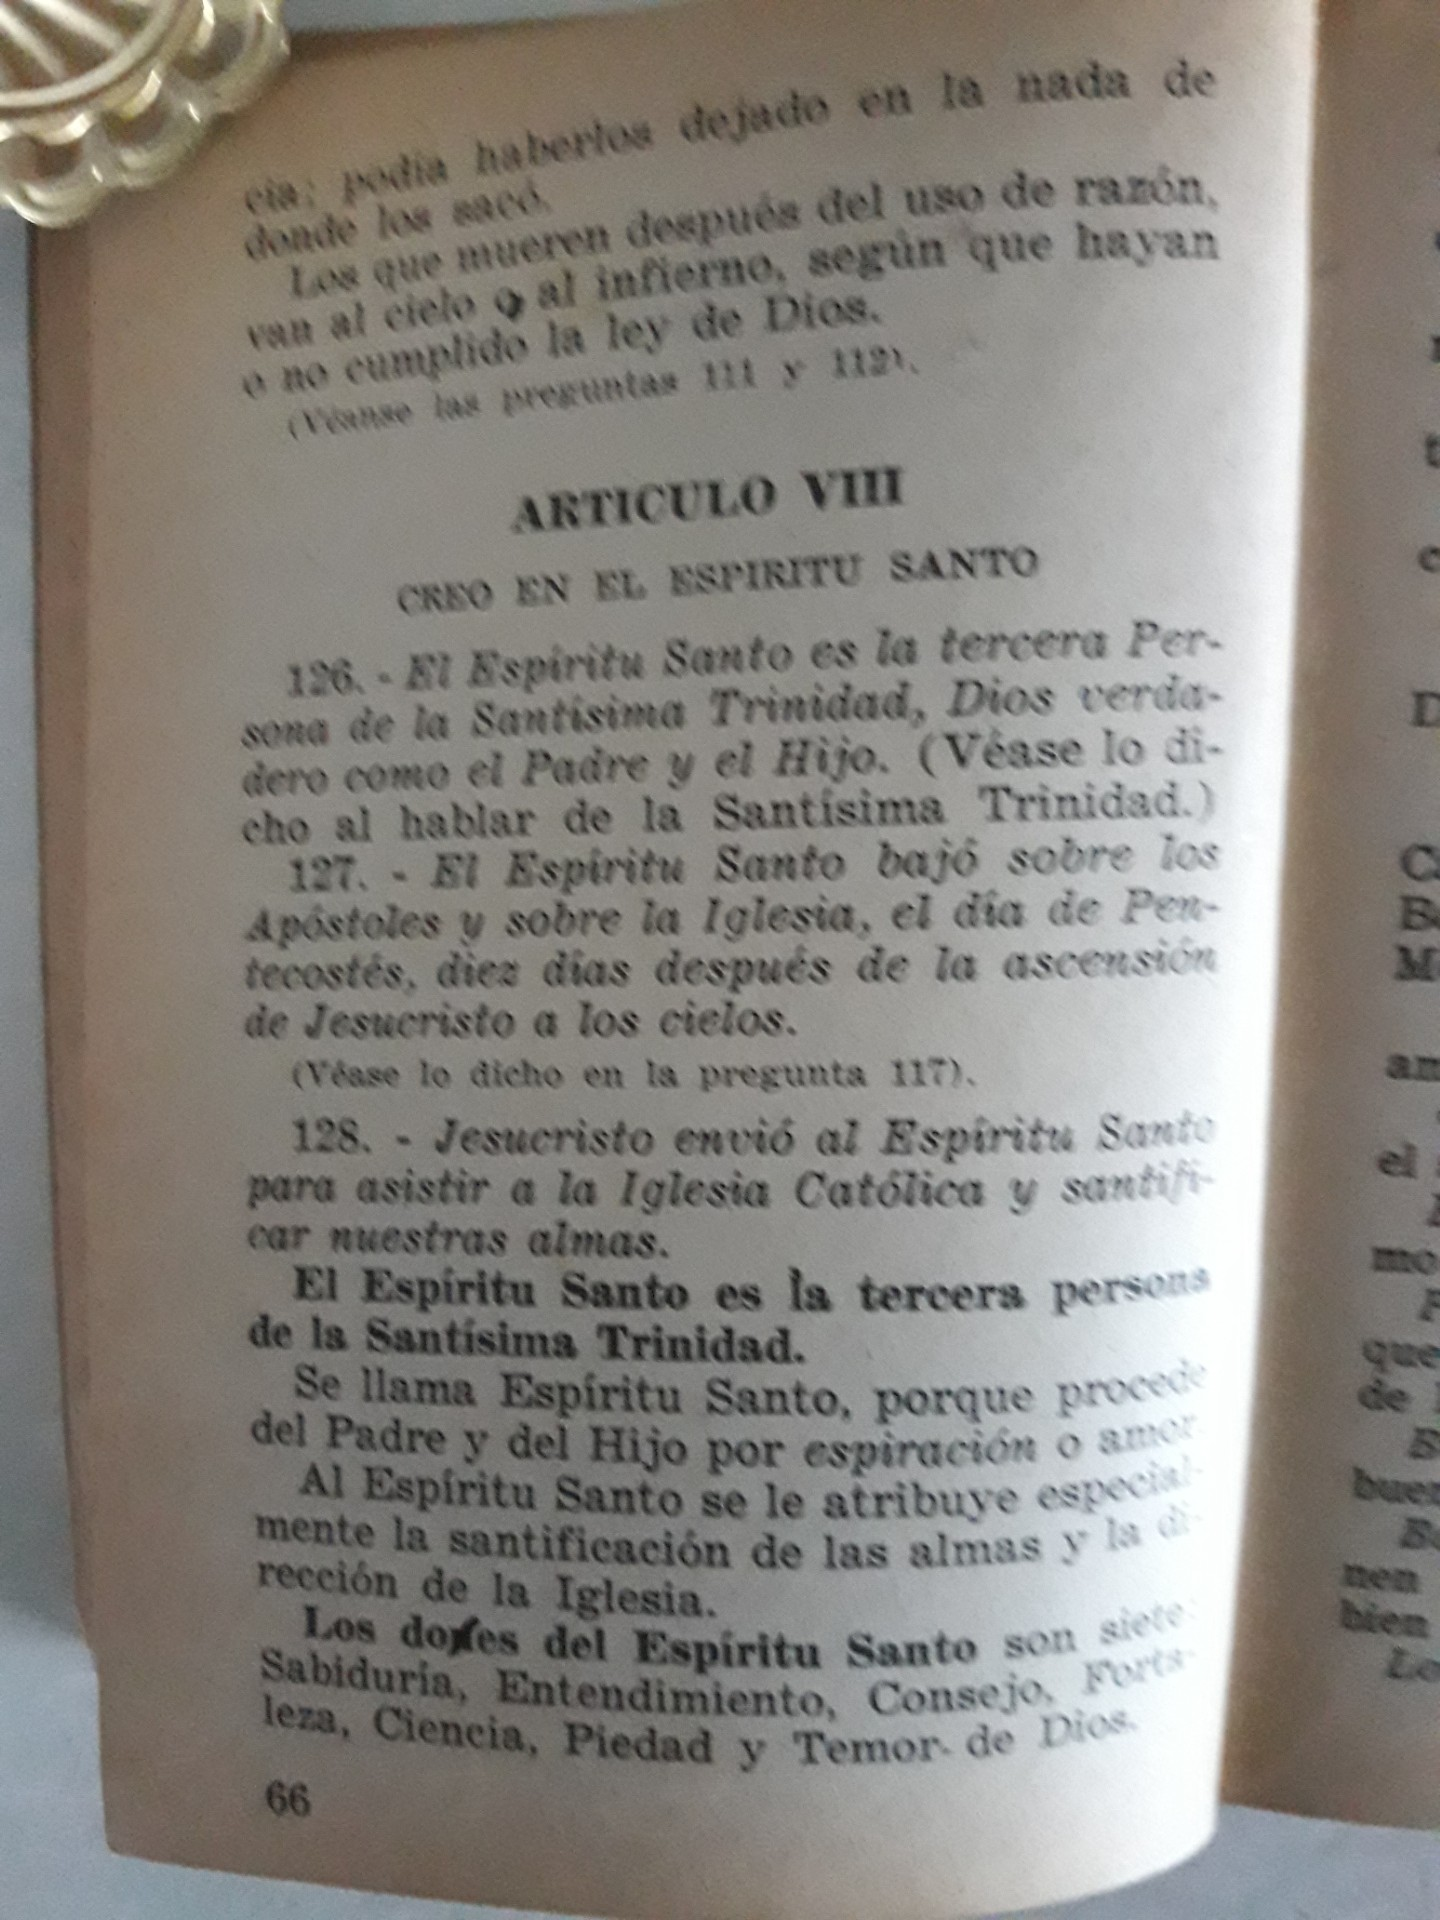 cia; podía haberlos dejado en la nada de
donde los sacó.
Los que mueren después del uso de razón,
van al cielo o al infierno, según que hayan
o no cumplido la ley de Dios.
(Véanse las preguntas 111 y 112).
ARTICULO VIII
CREO EN EL ESPIRITU SANTO
126. - El Espíritu Santo es la tercera Per-
sona de la Santísima Trinidad, Dios verda-
dero como el Padre y el Hijo. (Véase lo di-
cho al hablar de la Santísima Trinidad.)
127. - El Espíritu Santo bajó sobre los
Apóstoles y sobre la Iglesia, el día de Pen-
tecostés, diez días después de la ascensión
de Jesucristo a los cielos.
(Véase lo dicho en la pregunta 117).
128. - Jesucristo envió al Espíritu Santo
para asistir a la Iglesia Católica y santifi-
car nuestras almas.
El Espíritu Santo es la tercera persona
de la Santísima Trinidad.
Se llama Espíritu Santo, porque procede
del Padre y del Hijo por espiración o amor
Al Espíritu Santo se le atribuye especial-
mente la santificación de las almas y la di-
rección de la Iglesia.
Los dones del Espíritu Santo son siete:
Sabiduría, Entendimiento, Consejo, Forta-
leza, Ciencia, Piedad y Temor de Dios.
66
el
mo
que
de
nen
bien